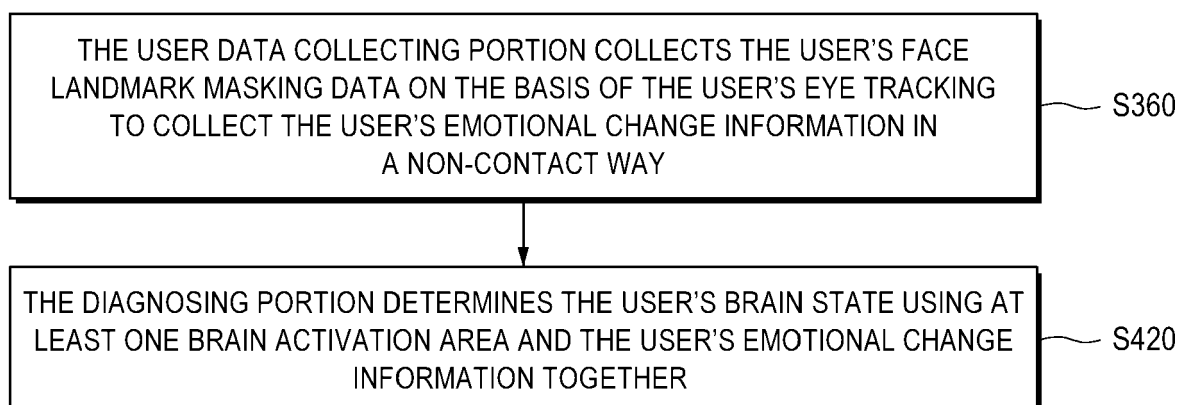 THE USER DATA COLLECTING PORTION COLLECTS THE USER'S FACE
LANDMARK MASKING DATA ON THE BASIS OF THE USER'S EYE TRACKING
TO COLLECT THE USER'S EMOTIONAL CHANGE INFORMATION IN
A NON-CONTACT WAY
S360
THE DIAGNOSING PORTION DETERMINES THE USER'S BRAIN STATE USING AT
LEAST ONE BRAIN ACTIVATION AREA AND THE USER'S EMOTIONAL CHANGE
INFORMATION TOGETHER
S420